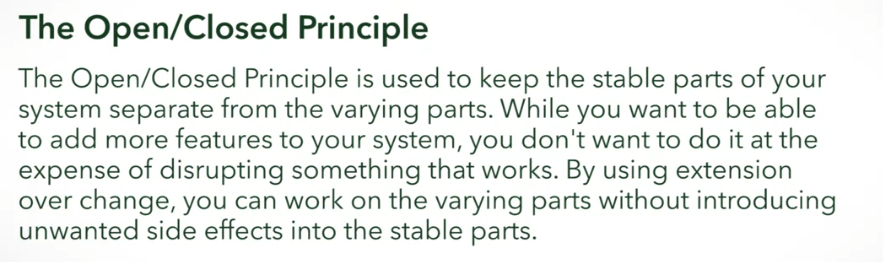 The Open/Closed Principle
The Open/Closed Principle is used to keep the stable parts of your
system separate from the varying parts. While you want to be able
to add more features to your system, you don't want to do it at the
expense of disrupting something that works. By using extension
over change, you can work on the varying parts without introducing
unwanted side effects into the stable parts.